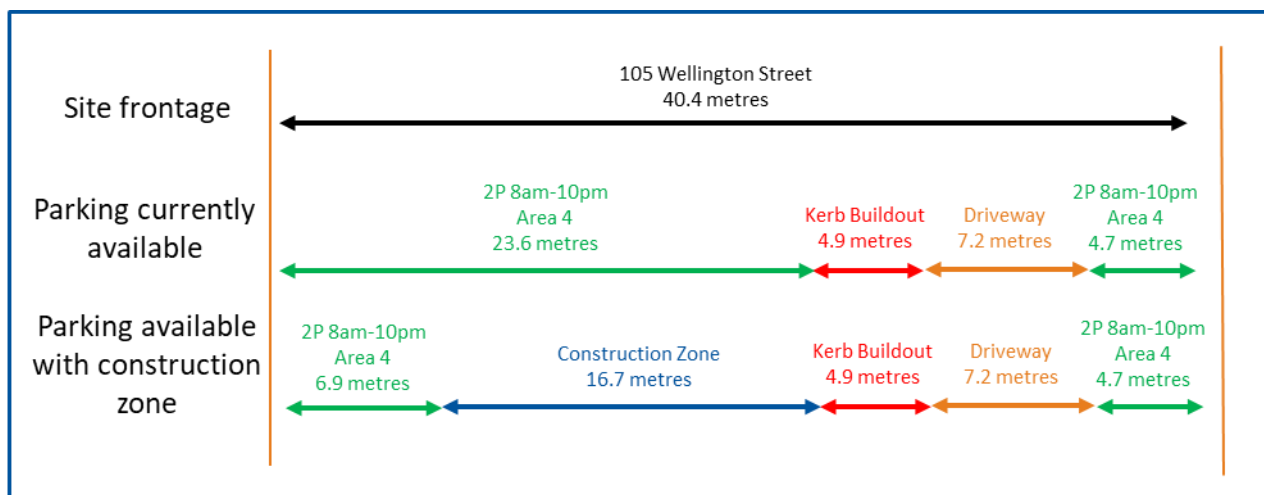 Site frontage
105 Wellington Street
40.4 metres
Parking currently
available
2P 8am-10pm
Area 4
23.6 metres
Kerb Buildout
4.9 metres
Driveway
7.2 metres
2P 8am-10pm
Area 4
4.7 metres
Parking available
with construction
zone
2P 8am-10pm
Area 4
6.9 metres
Construction Zone
16.7 metres
Kerb Buildout
4.9 metres
Driveway
7.2 metres
2P 8am-10pm
Area 4
4.7 metres